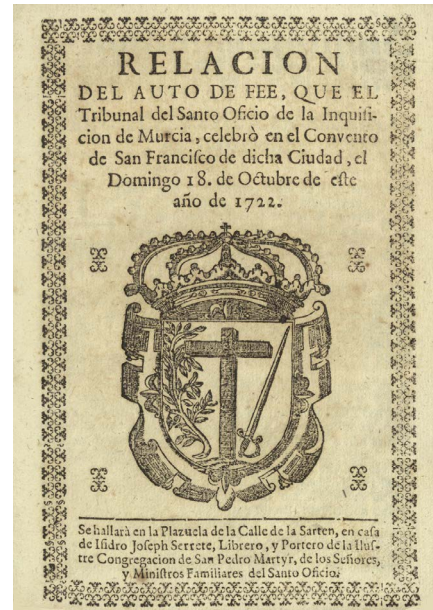 RELACION
DEL AUTO DE FEE, QUE EL
Tribunal del Santo Oficio de la Inquiſi-
cion de Murcia, celebrò en el Convento
de San Franciſco de dicha Ciudad, el
Domingo 18. de Octubre de eſte
año de 1722.
Se hallarà en la Plazuela de la Calle de la Sarten, en caſa
de Iſidro Joſeph Serrete, Librero, y Portero de la Iluſ-
tre Congregacion de San Pedro Martyr, de los Señores,
y Miniſtros Familiares del Santo Oficio.